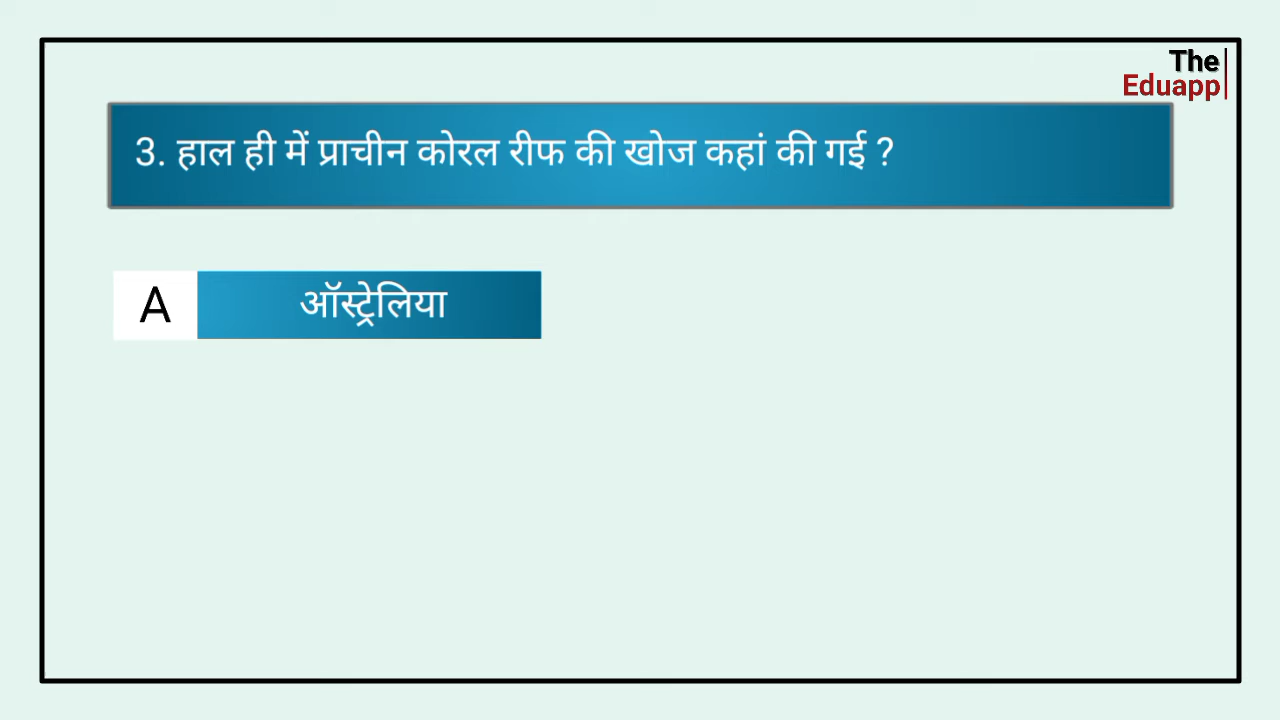 The
Eduapp
3. हाल ही में प्राचीन कोरल रीफ की खोज कहां की गई ?
A ऑस्ट्रेलिया